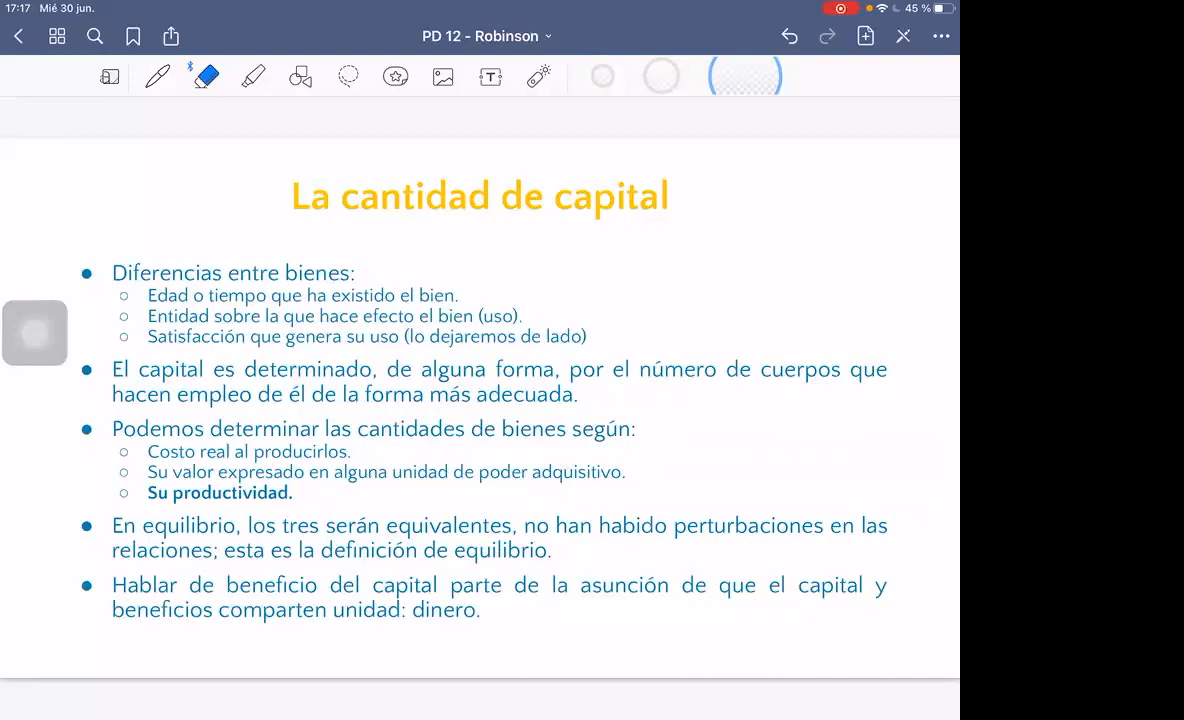 17:17 Mié 30 jun.
45 %
PD 12 - Robinson
T
La cantidad de capital
● Diferencias entre bienes:
○ Edad o tiempo que ha existido el bien.
○ Entidad sobre la que hace efecto el bien (uso).
○ Satisfacción que genera su uso (lo dejaremos de lado)
● El capital es determinado, de alguna forma, por el número de cuerpos que
hacen empleo de él de la forma más adecuada.
● Podemos determinar las cantidades de bienes según:
○ Costo real al producirlos.
○ Su valor expresado en alguna unidad de poder adquisitivo.
○ Su productividad.
● En equilibrio, los tres serán equivalentes, no han habido perturbaciones en las
relaciones; esta es la definición de equilibrio.
● Hablar de beneficio del capital parte de la asunción de que el capital y
beneficios comparten unidad: dinero.